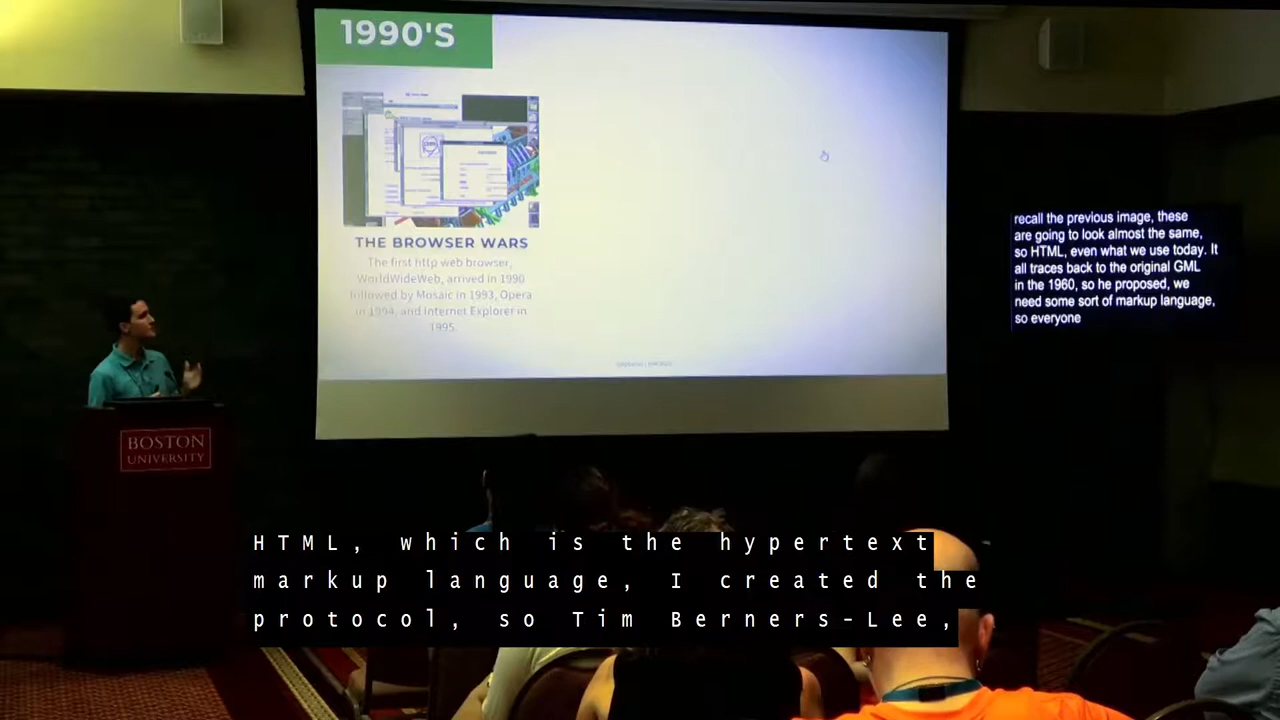 1990'S
THE BROWSER WARS
The first http web browser,
WorldWideWeb, arrived in 1990
followed by Mosaic in 1993, Opera
in 1994, and Internet Explorer in
1995.
recall the previous image, these
are going to look almost the same,
so HTML, even what we use today. It
all traces back to the original GML
in the 1960, so he proposed, we
need some sort of markup language,
so everyone
BOSTON
UNIVERSITY
HTML, which is the hypertext
markup language, I created the
protocol, so Tim Berners-Lee,